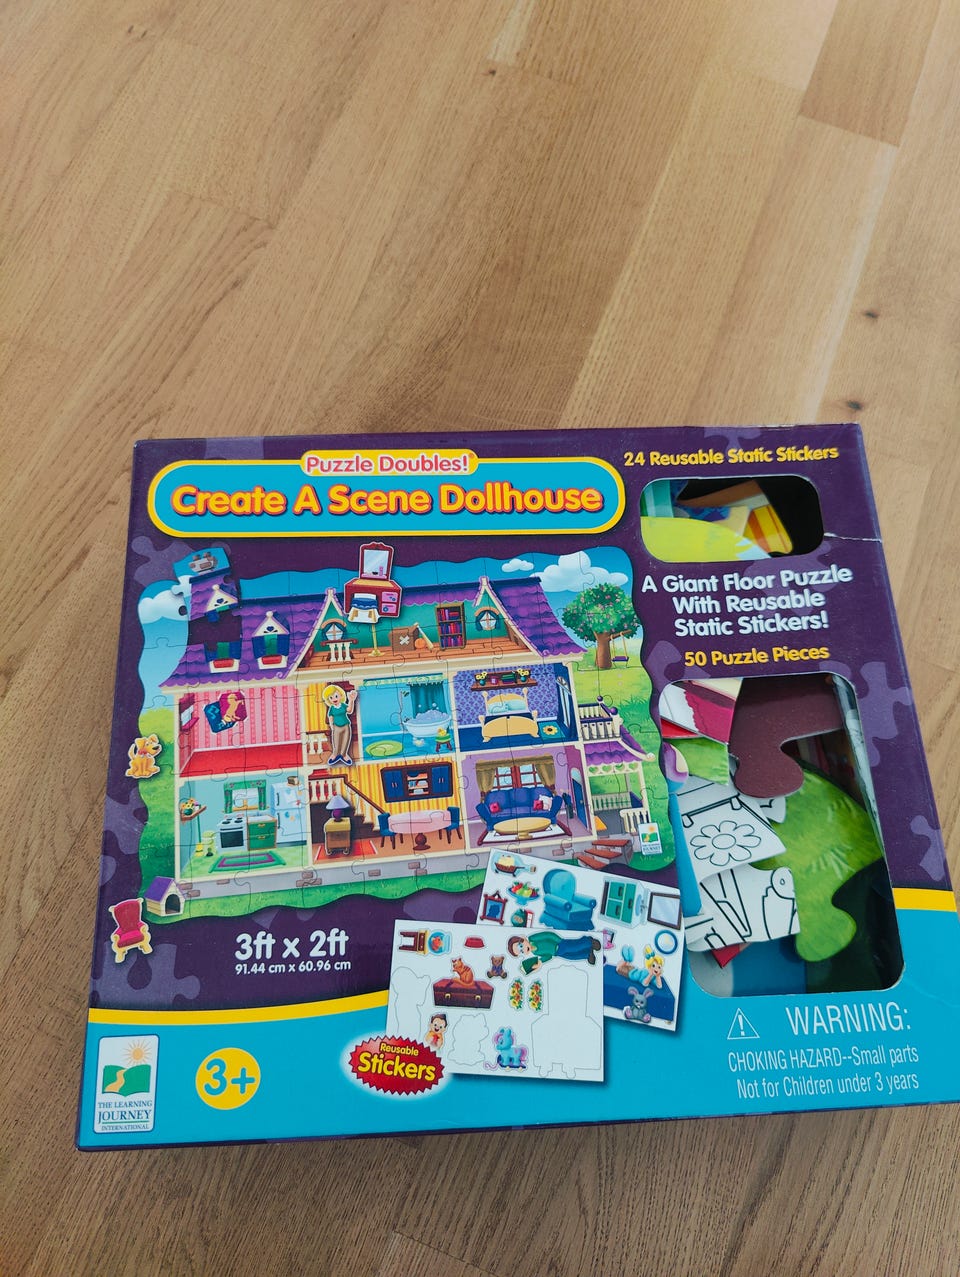 Puzzle Doubles!®
Create A Scene Dollhouse
24 Reusable Static Stickers
A Giant Floor Puzzle
With Reusable
Static Stickers!
50 Puzzle Pieces
3ft x 2ft
91.44 cm x 60.96 cm
Reusable
Stickers
THE LEARNING
JOURNEY
INTERNATIONAL
3+
WARNING:
CHOKING HAZARD--Small parts
Not for Children under 3 years